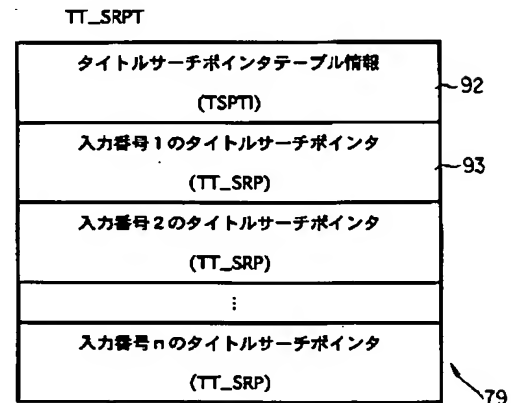 TT_SRPT
タイトルサーチポインタテーブル情報
(TSPTI)
92
入力番号1のタイトルサーチポインタ
(TT_SRP)
93
入力番号2のタイトルサーチポインタ
(TT_SRP)
⋮
入力番号nのタイトルサーチポインタ
(TT_SRP)
79